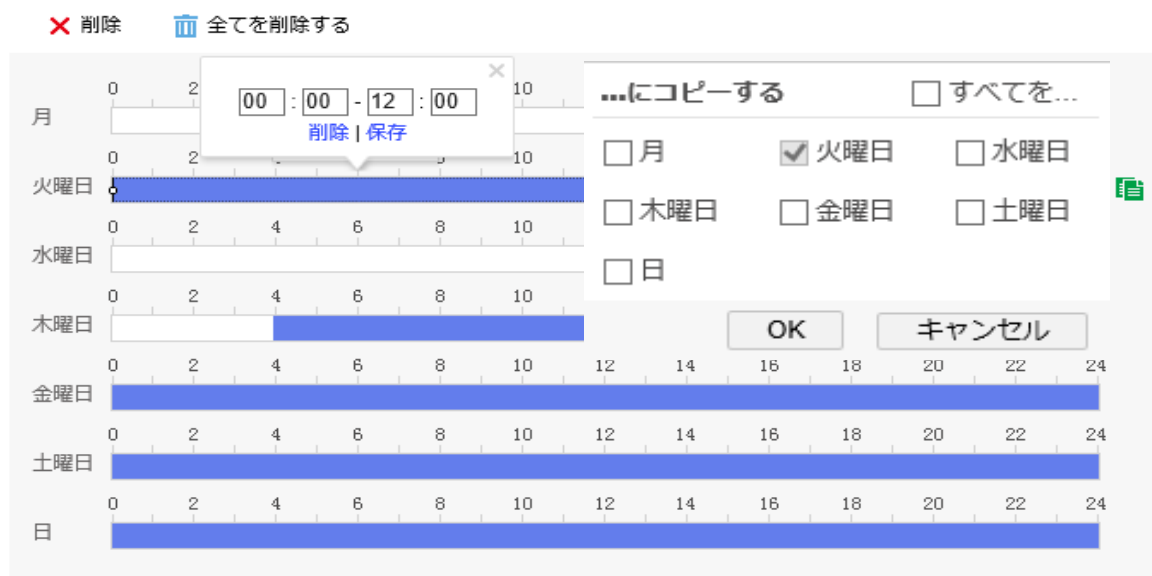 削除 全てを削除する
0 2 10
00 : 00 - 12 : 00
削除 | 保存
月
...にコピーする すべてを...
月 火曜日 水曜日
木曜日 金曜日 土曜日
日
OK キャンセル
0 2 10
火曜日
0 2 4 6 8 10
水曜日
0 2 4 6 8 10
木曜日
0 2 4 6 8 10 12 14 16 18 20 22 24
金曜日
0 2 4 6 8 10 12 14 16 18 20 22 24
土曜日
0 2 4 6 8 10 12 14 16 18 20 22 24
日